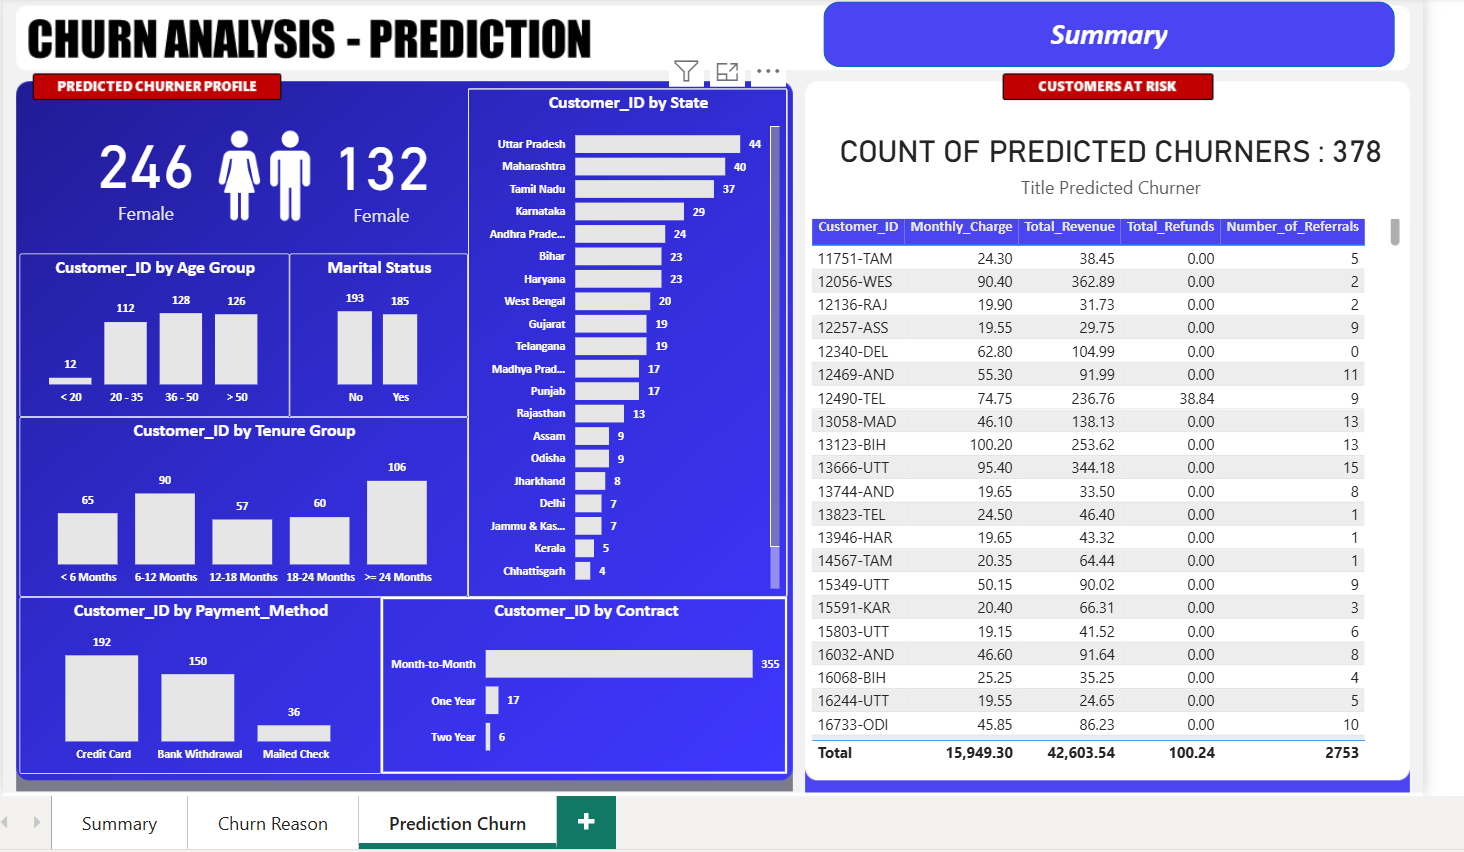 CHURN ANALYSIS - PREDICTION
Summary
PREDICTED CHURNER PROFILE
246
Female
132
Female
Customer_ID by State
Uttar Pradesh 44
Maharashtra 40
Tamil Nadu 37
Karnataka 29
Andhra Prade... 24
Bihar 23
Haryana 23
West Bengal 20
Gujarat 19
Telangana 19
Madhya Prad... 17
Punjab 17
Rajasthan 13
Assam 9
Odisha 9
Jharkhand 8
Delhi 7
Jammu & Kas... 7
Kerala 5
Chhattisgarh 4
Customer_ID by Age Group
12 112 128 126
< 20 20 - 35 36 - 50 > 50
Marital Status
193 185
No Yes
Customer_ID by Tenure Group
65 90 57 60 106
< 6 Months 6-12 Months 12-18 Months 18-24 Months >= 24 Months
Customer_ID by Payment_Method
192 150 36
Credit Card Bank Withdrawal Mailed Check
Customer_ID by Contract
Month-to-Month 355
One Year 17
Two Year 6
CUSTOMERS AT RISK
COUNT OF PREDICTED CHURNERS : 378
Title Predicted Churner
Customer_ID Monthly_Charge Total_Revenue Total_Refunds Number_of_Referrals
11751-TAM 24.30 38.45 0.00 5
12056-WES 90.40 362.89 0.00 2
12136-RAJ 19.90 31.73 0.00 2
12257-ASS 19.55 29.75 0.00 9
12340-DEL 62.80 104.99 0.00 0
12469-AND 55.30 91.99 0.00 11
12490-TEL 74.75 236.76 38.84 9
13058-MAD 46.10 138.13 0.00 13
13123-BIH 100.20 253.62 0.00 13
13666-UTT 95.40 344.18 0.00 15
13744-AND 19.65 33.50 0.00 8
13823-TEL 24.50 46.40 0.00 1
13946-HAR 19.65 43.32 0.00 1
14567-TAM 20.35 64.44 0.00 1
15349-UTT 50.15 90.02 0.00 9
15591-KAR 20.40 66.31 0.00 3
15803-UTT 19.15 41.52 0.00 6
16032-AND 46.60 91.64 0.00 8
16068-BIH 25.25 35.25 0.00 4
16244-UTT 19.55 24.65 0.00 5
16733-ODI 45.85 86.23 0.00 10
Total 15,949.30 42,603.54 100.24 2753
Summary Churn Reason Prediction Churn